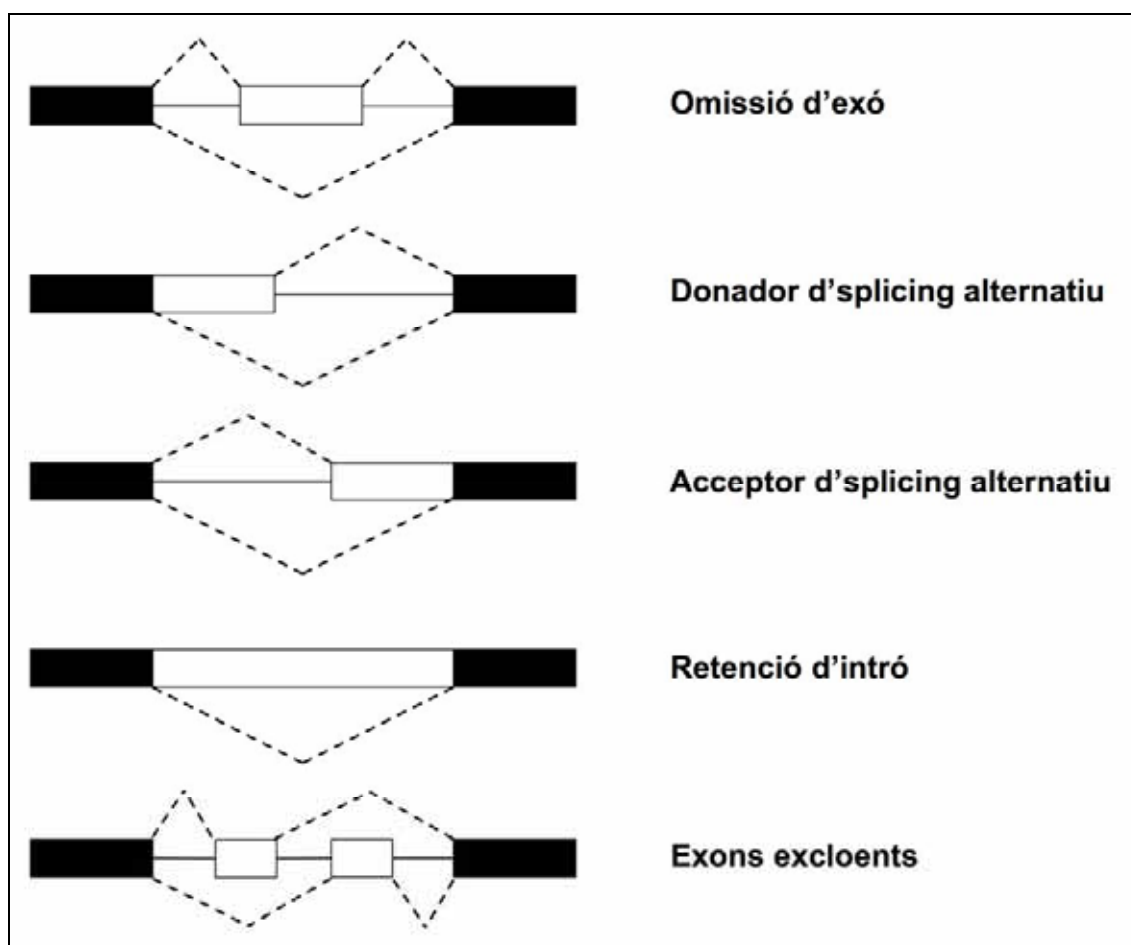 Omissió d'exó
Donador d'splicing alternatiu
Acceptor d'splicing alternatiu
Retenció d'intró
Exons excloents